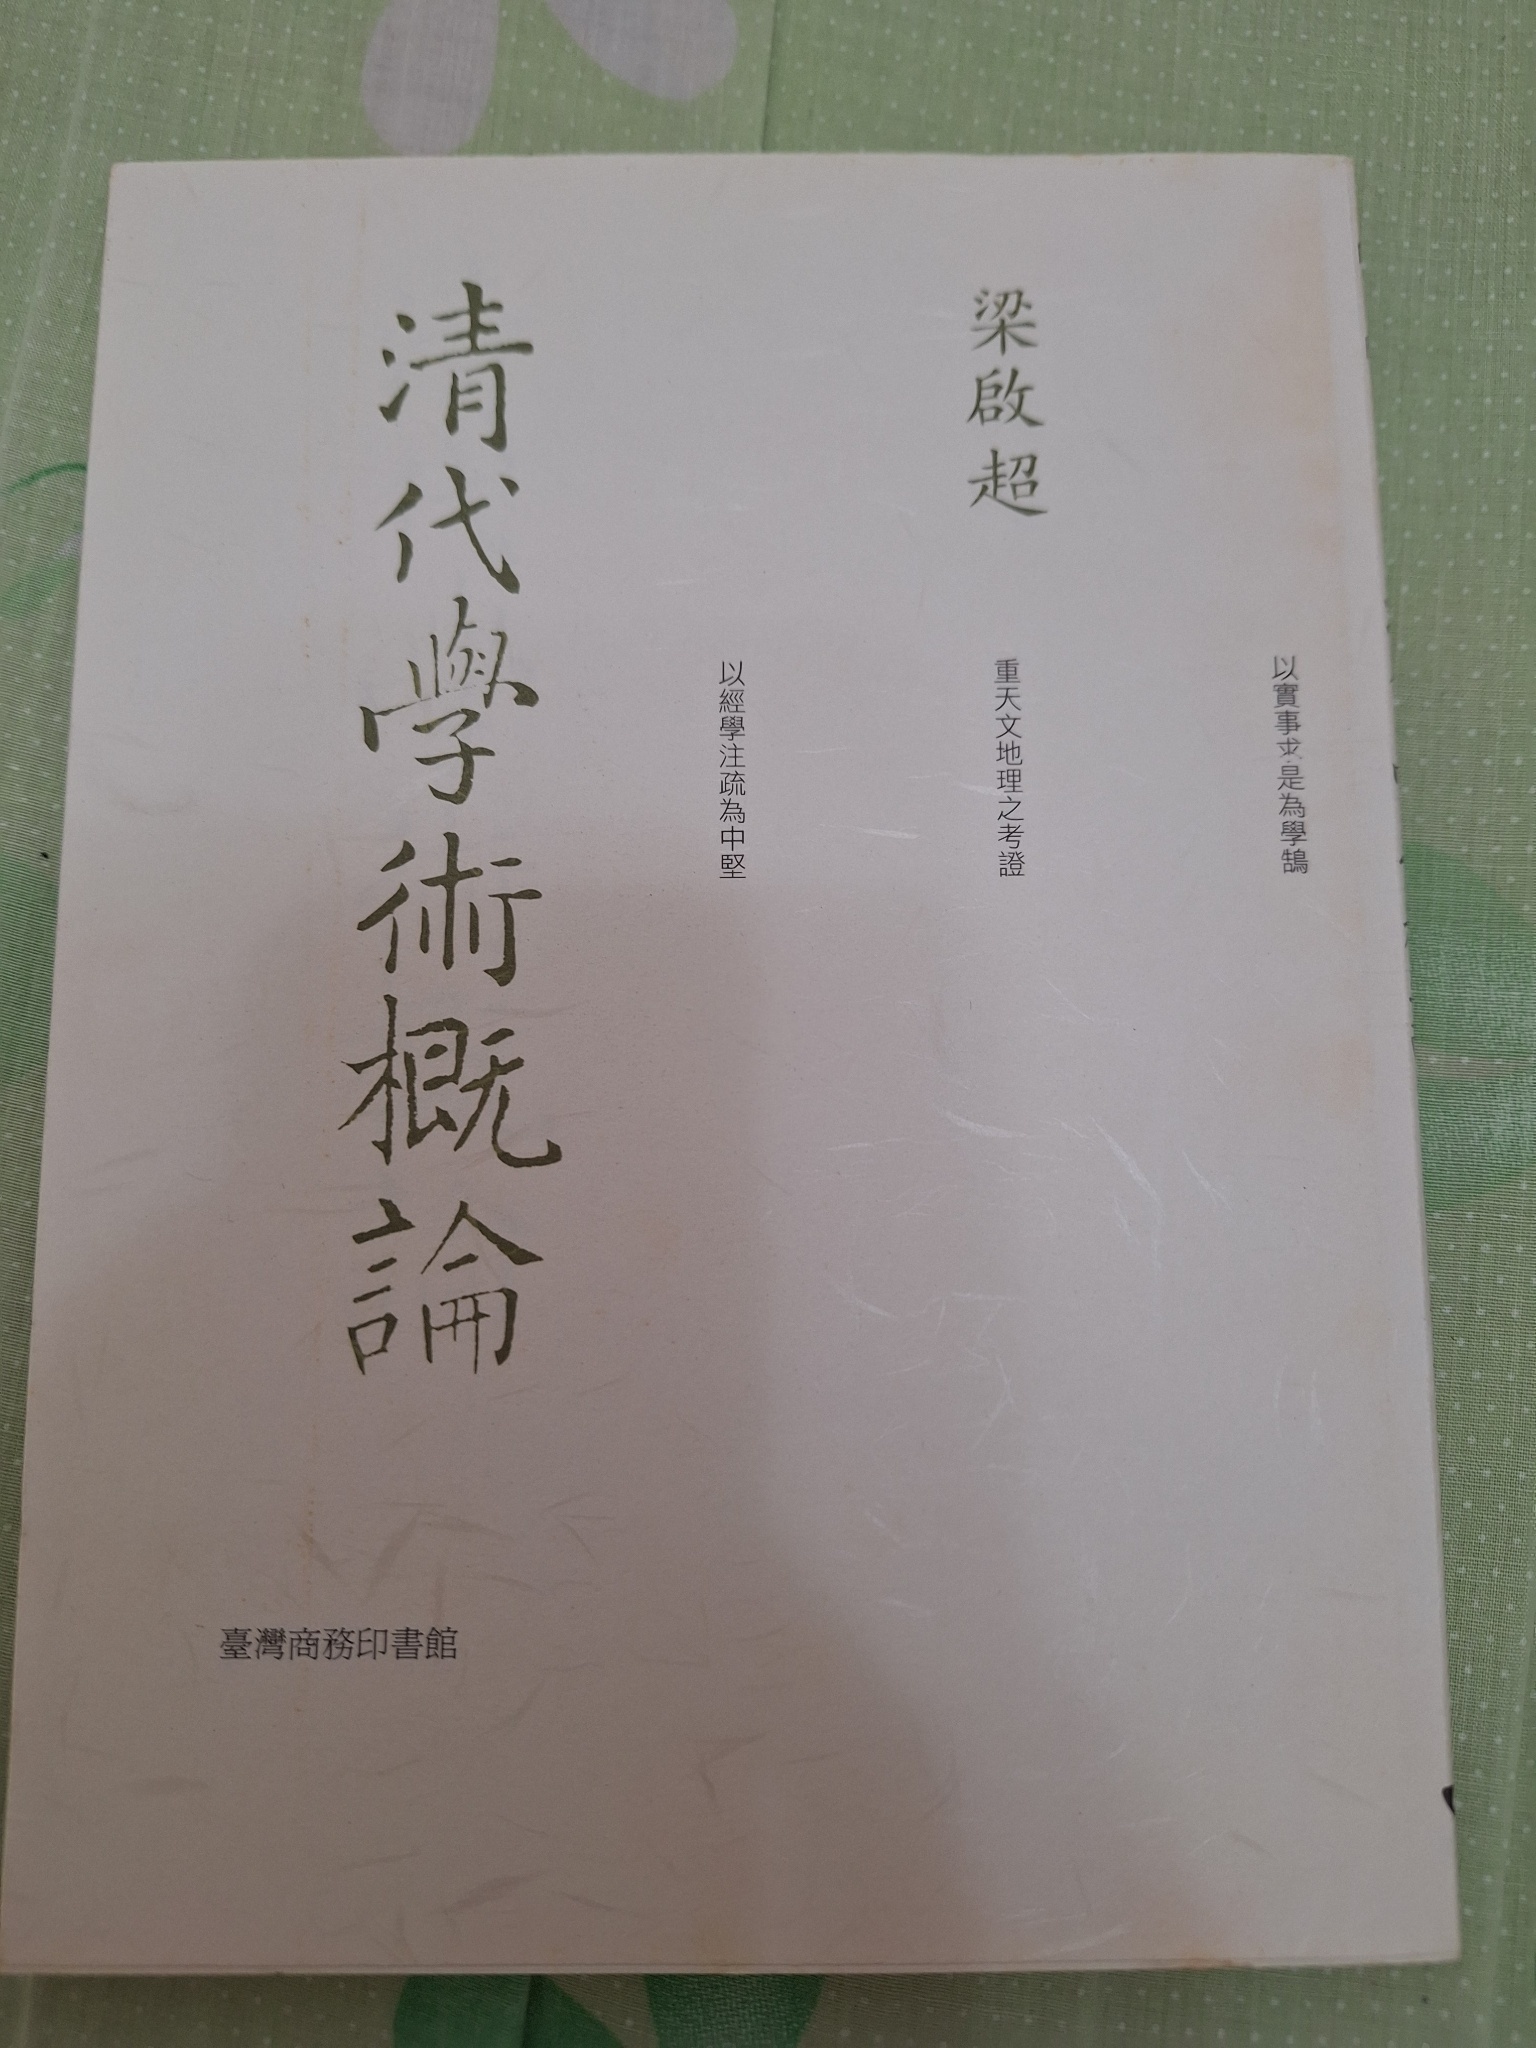 以實事求是為學鵠
重天文地理之考證
以經學注疏為中堅
梁啟超
清代學術概論
臺灣商務印書館